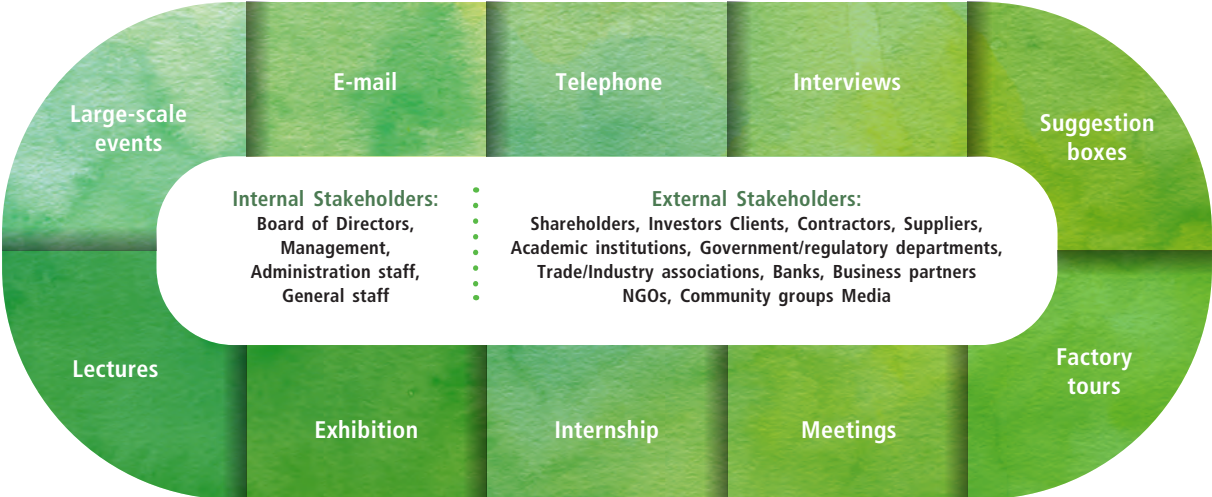 Large-scale
events
E-mail
Telephone
Interviews
Suggestion
boxes
Internal Stakeholders:
Board of Directors,
Management,
Administration staff,
General staff
External Stakeholders:
Shareholders, Investors Clients, Contractors, Suppliers,
Academic institutions, Government/regulatory departments,
Trade/Industry associations, Banks, Business partners
NGOs, Community groups Media
Lectures
Exhibition
Internship
Meetings
Factory
tours